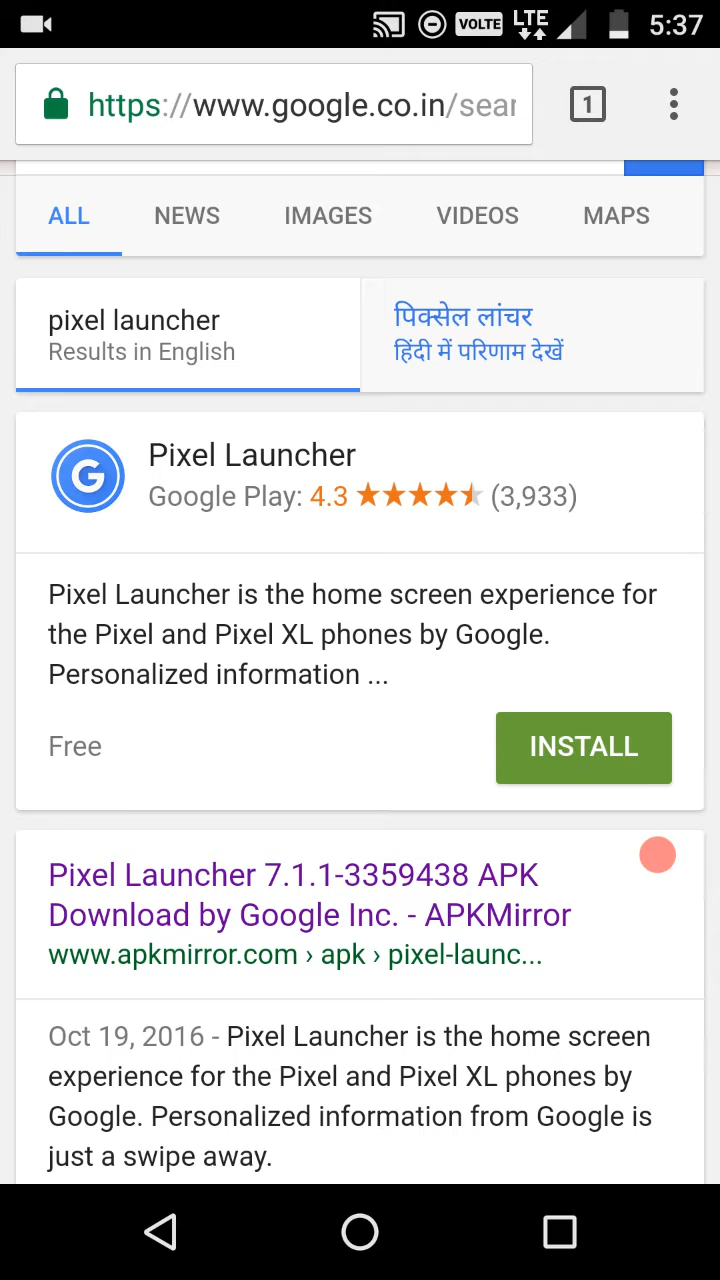 VOLTE LTE 5:37
https://www.google.co.in/sear 1
ALL NEWS IMAGES VIDEOS MAPS
pixel launcher
Results in English
पिक्सेल लांचर
हिंदी में परिणाम देखें
G
Pixel Launcher
Google Play: 4.3 (3,933)
Pixel Launcher is the home screen experience for
the Pixel and Pixel XL phones by Google.
Personalized information ...
Free
INSTALL
Pixel Launcher 7.1.1-3359438 APK
Download by Google Inc. - APKMirror
www.apkmirror.com › apk › pixel-launc...
Oct 19, 2016 - Pixel Launcher is the home screen
experience for the Pixel and Pixel XL phones by
Google. Personalized information from Google is
just a swipe away.